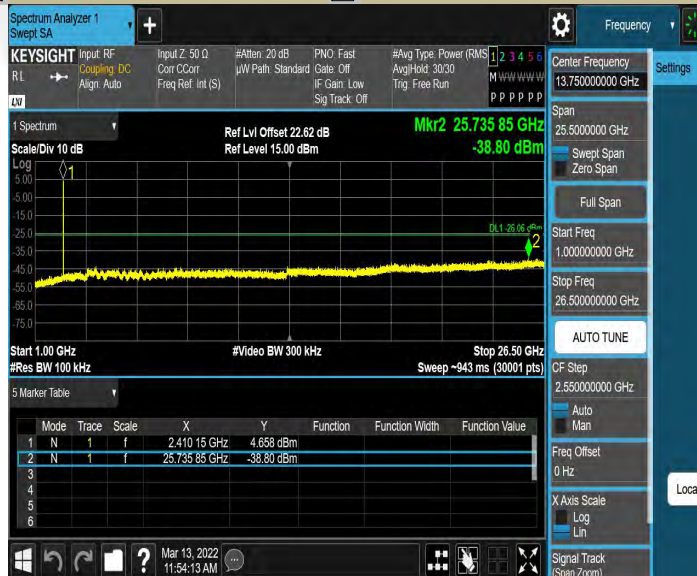 Spectrum Analyzer 1
Swept SA
+
Frequency
KEYSIGHT
RL
LXI
Input: RF
Coupling: DC
Align: Auto
Input Z: 50 Ω
Corr CCorr
Freq Ref: Int (S)
#Atten: 20 dB
µW Path: Standard
PNO: Fast
Gate: Off
IF Gain: Low
Sig Track: Off
#Avg Type: Power (RMS
Avg|Hold: 30/30
Trig: Free Run
1 2 3 4 5 6
M W W W W W
P P P P P P
1 Spectrum
Scale/Div 10 dB
Ref Lvl Offset 22.62 dB
Ref Level 15.00 dBm
Mkr2 25.735 85 GHz
-38.80 dBm
Log
5.00
-5.00
-15.0
-25.0
-35.0
-45.0
-55.0
-65.0
-75.0
1
DL1 -26.06 dBm
2
Start 1.00 GHz
#Res BW 100 kHz
#Video BW 300 kHz
Stop 26.50 GHz
Sweep ~943 ms (30001 pts)
5 Marker Table
Mode Trace Scale X Y Function Function Width Function Value
1 N 1 f 2.410 15 GHz 4.658 dBm
2 N 1 f 25.735 85 GHz -38.80 dBm
3
4
5
6
?
Mar 13, 2022
11:54:13 AM
Center Frequency
13.750000000 GHz
Settings
Span
25.5000000 GHz
Swept Span
Zero Span
Full Span
Start Freq
1.000000000 GHz
Stop Freq
26.500000000 GHz
AUTO TUNE
CF Step
2.550000000 GHz
Auto
Man
Freq Offset
0 Hz
Loca
X Axis Scale
Log
Lin
Signal Track
(Span Zoom)